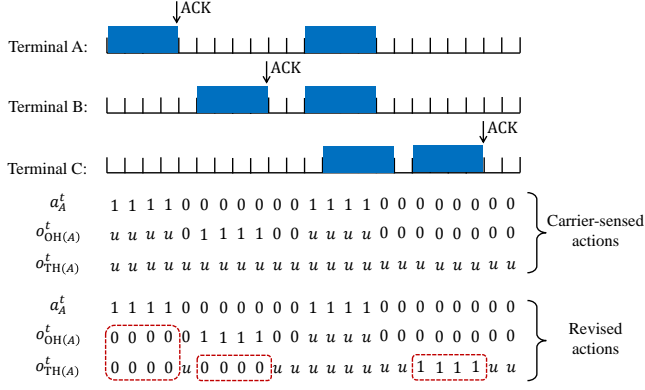 ACK
Terminal A:
ACK
Terminal B:
ACK
Terminal C:
a_A^t
1 1 1 1 0 0 0 0 0 0 0 1 1 1 1 0 0 0 0 0 0 0 0
o_OH(A)^t
u u u u 0 1 1 1 1 0 0 u u u u 0 0 0 0 0 0 0 0
o_TH(A)^t
u u u u u u u u u u u u u u u u u u u u u u u
Carrier-sensed
actions
a_A^t
1 1 1 1 0 0 0 0 0 0 0 1 1 1 1 0 0 0 0 0 0 0 0
o_OH(A)^t
0 0 0 0 0 1 1 1 1 0 0 u u u u 0 0 0 0 0 0 0 0
o_TH(A)^t
0 0 0 0 u 0 0 0 0 u u u u u u u u 1 1 1 1 u u
Revised
actions